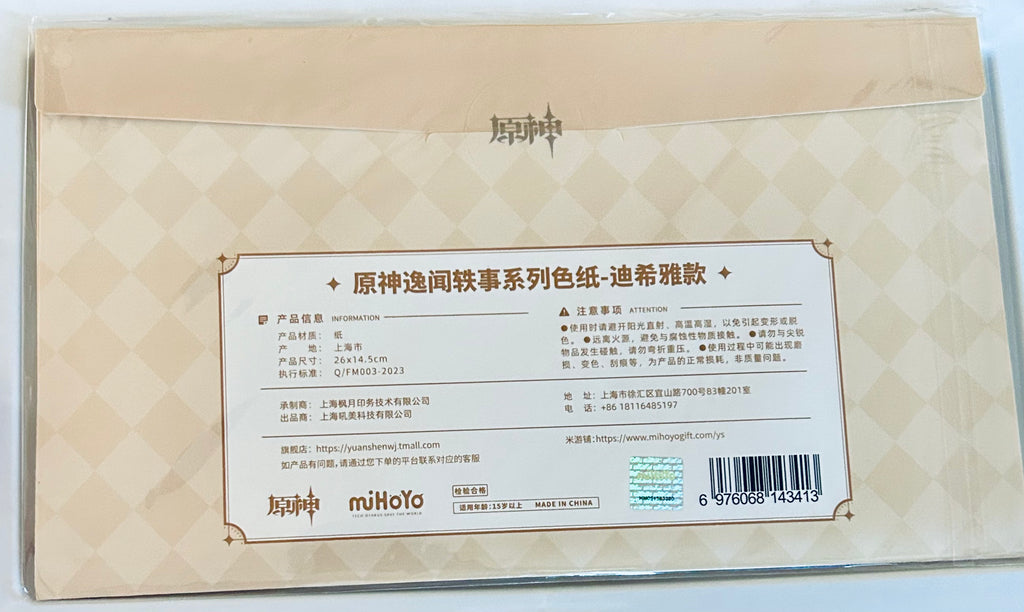 原神
原神逸闻轶事系列色纸-迪希雅款
产品信息 INFORMATION
产品材质： 纸
产 地： 上海市
产品尺寸： 26x14.5cm
执行标准： Q/FM003-2023
注意事项 ATTENTION
●使用时请避开阳光直射、高温高湿，以免引起变形或脱
色。 ●远离火源，避免与腐蚀性物质接触。 ●请勿与尖锐
物品发生碰触，请勿弯折重压。 ●使用过程中可能出现磨
损、变色、刮痕等，为产品的正常损耗，非质量问题。
承制商： 上海枫月印务技术有限公司
出品商： 上海吼美科技有限公司
地 址： 上海市徐汇区宜山路700号B3幢201室
电 话： +86 18116485197
旗舰店： https://yuanshenwj.tmall.com
如产品有问题,请通过您下单的平台联系对应的客服
米游铺:https://www.mihoyogift.com/ys
原神
miHoYo
TECH OTAKUS SAVE THE WORLD
检验合格
适用年龄:15岁以上 MADE IN CHINA
6 976068 143413